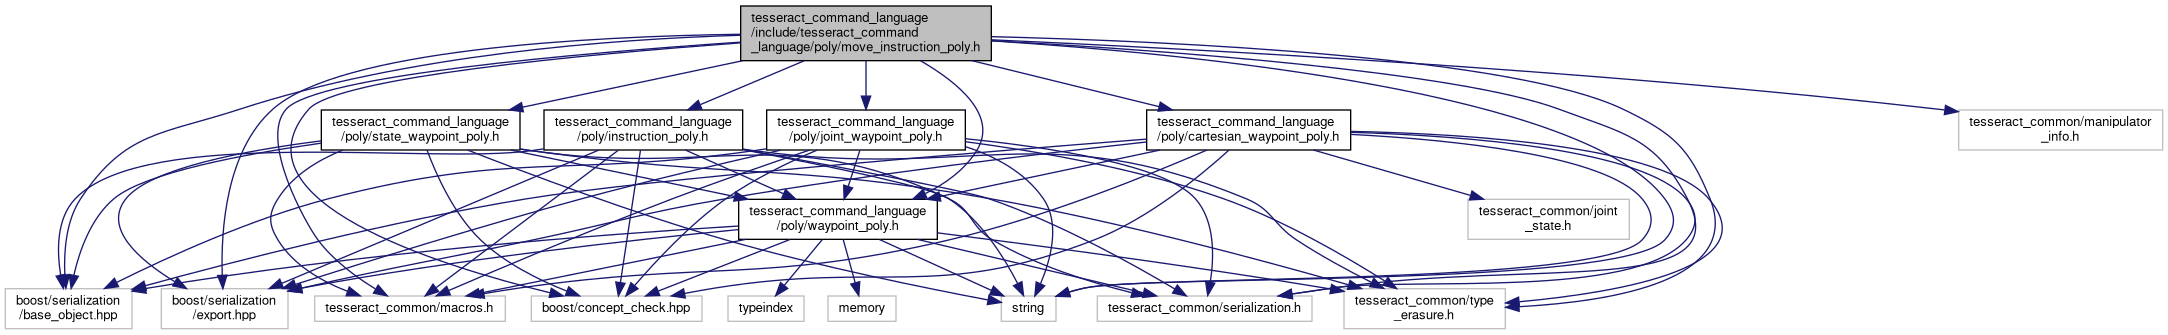 tesseract_command_language
/include/tesseract_command
_language/poly/move_instruction_poly.h
tesseract_command_language
/poly/state_waypoint_poly.h
tesseract_command_language
/poly/instruction_poly.h
tesseract_command_language
/poly/joint_waypoint_poly.h
tesseract_command_language
/poly/cartesian_waypoint_poly.h
tesseract_common/manipulator
_info.h
tesseract_command_language
/poly/waypoint_poly.h
tesseract_common/joint
_state.h
boost/serialization
/base_object.hpp
boost/serialization
/export.hpp
tesseract_common/macros.h
boost/concept_check.hpp
typeindex
memory
string
tesseract_common/serialization.h
tesseract_common/type
_erasure.h